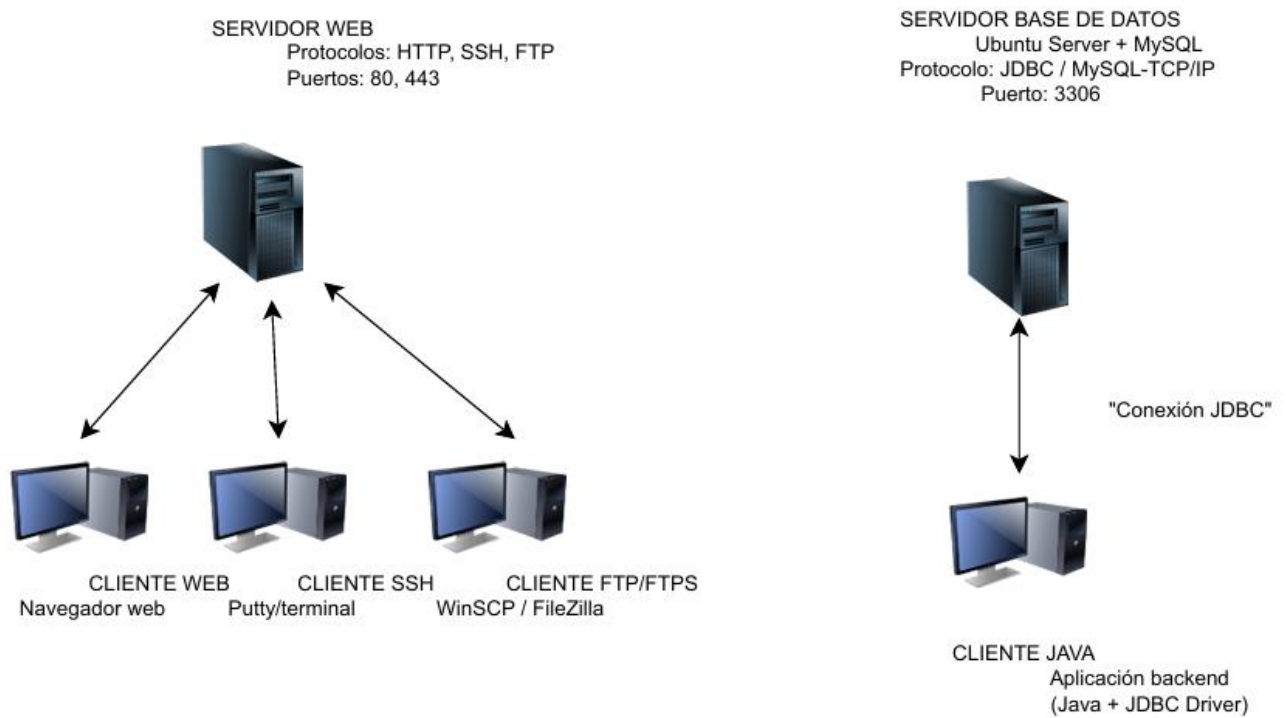 SERVIDOR WEB
Protocolos: HTTP, SSH, FTP
Puertos: 80, 443
SERVIDOR BASE DE DATOS
Ubuntu Server + MySQL
Protocolo: JDBC / MySQL-TCP/IP
Puerto: 3306
"Conexión JDBC"
CLIENTE WEB
Navegador web
CLIENTE SSH
Putty/terminal
CLIENTE FTP/FTPS
WinSCP / FileZilla
CLIENTE JAVA
Aplicación backend
(Java + JDBC Driver)